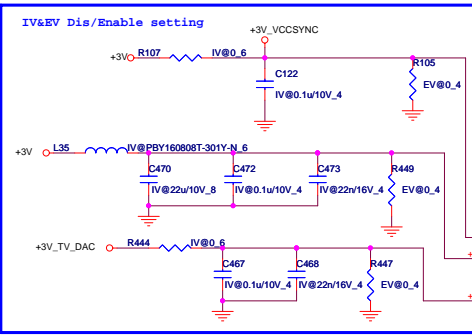 IV&EV Dis/Enable setting
+3V_VCCSYNC
+3V R107 IV@0_6
R105
C122
EV@0_4
IV@0.1u/10V_4
+3V L35 IV@PBY160808T-301Y-N_6
C470 C472 C473 R449
IV@22u/10V_8 IV@0.1u/10V_4 IV@22n/16V_4 EV@0_4
+3V_TV_DAC R444 IV@0_6
C467 C468 R447
IV@0.1u/10V_4 IV@22n/16V_4 EV@0_4